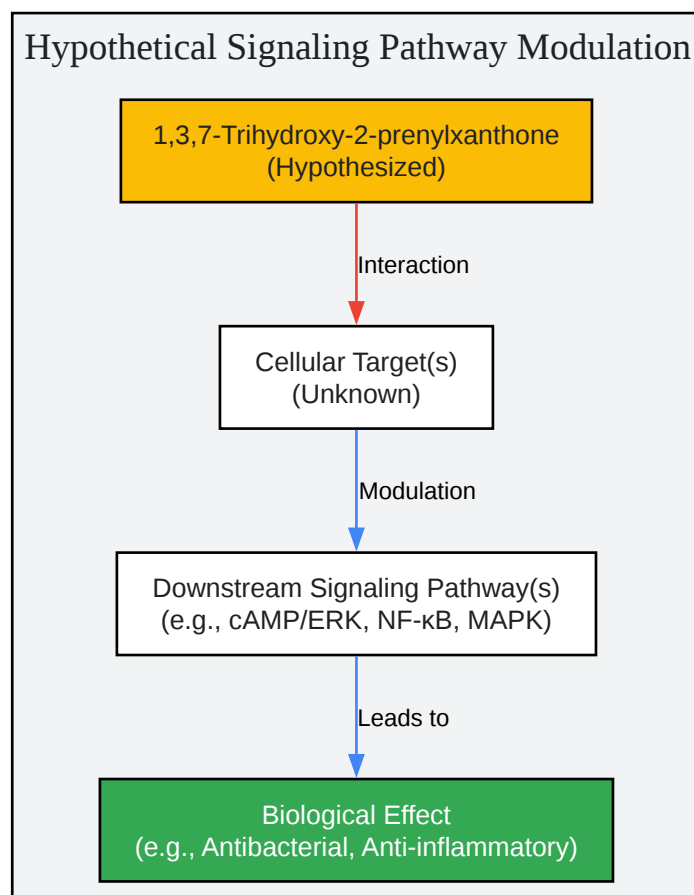 Hypothetical Signaling Pathway Modulation
1,3,7-Trihydroxy-2-prenylxanthone
(Hypothesized)
Interaction
Cellular Target(s)
(Unknown)
Modulation
Downstream Signaling Pathway(s)
(e.g., cAMP/ERK, NF-κB, MAPK)
Leads to
Biological Effect
(e.g., Antibacterial, Anti-inflammatory)